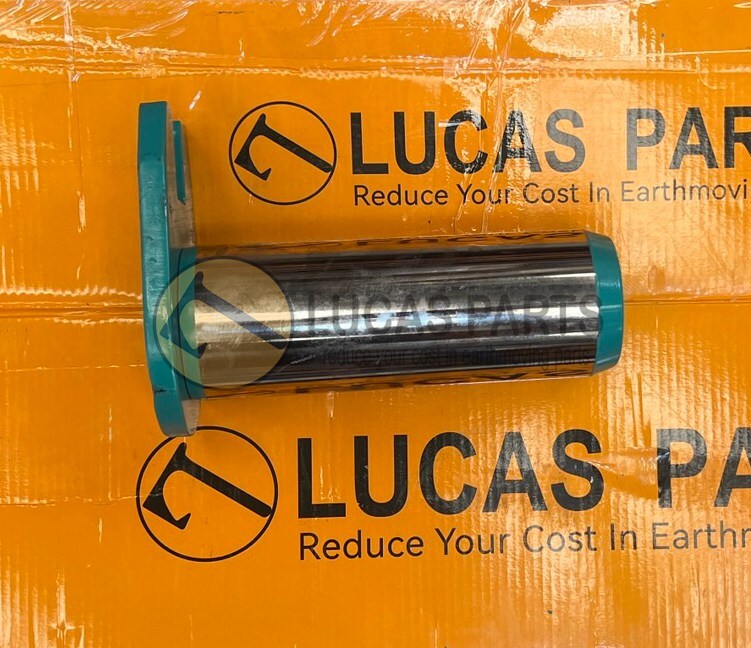 LUCAS PAR
Reduce Your Cost In Earthmovi
LUCAS PARTS
LUCAS PA
Reduce Your Cost In Earthm